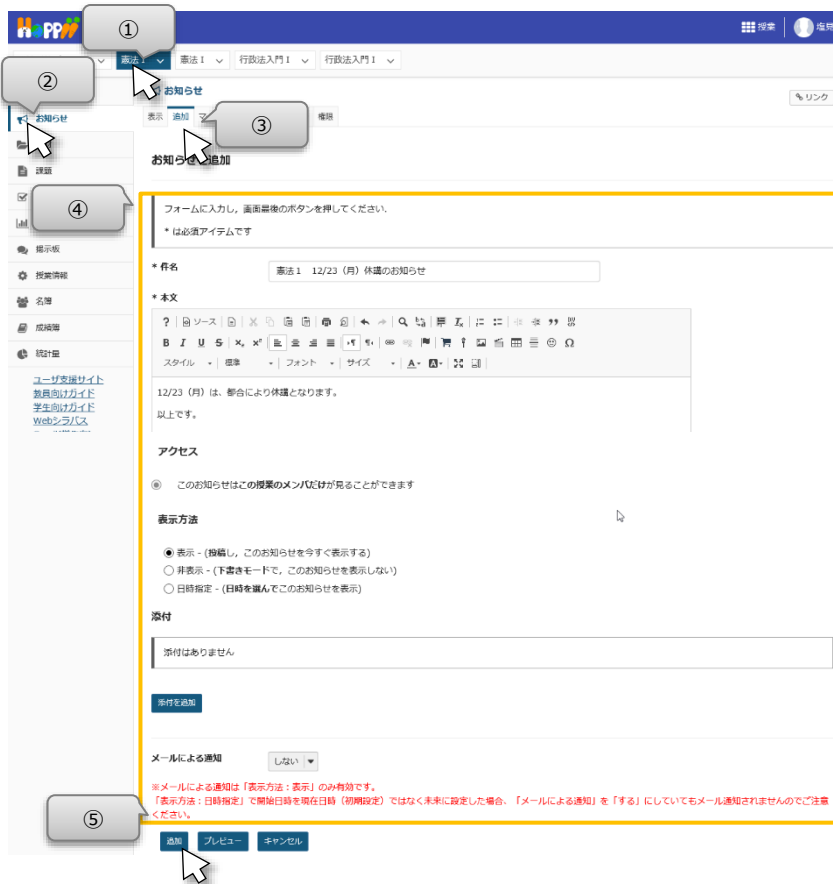 Hoppii
①
授業
塩見
憲法Ⅰ
憲法Ⅰ
行政法入門Ⅰ
行政法入門Ⅰ
②
お知らせ
リンク
お知らせ
表示 追加
権限
③
お知らせを追加
課題
④
フォームに入力し，画面最後のボタンを押してください．
* は必須アイテムです
掲示板
授業情報
* 件名
憲法１ 12/23（月）休講のお知らせ
名簿
* 本文
成績簿
ソース
統計量
スタイル 標準 フォント サイズ
ユーザ支援サイト
教員向けガイド
学生向けガイド
Webシラバス
12/23（月）は、都合により休講となります。
以上です。
アクセス
このお知らせはこの授業のメンバだけが見ることができます
表示方法
表示 - (投稿し，このお知らせを今すぐ表示する)
非表示 - (下書きモードで，このお知らせを表示しない)
日時指定 - (日時を選んでこのお知らせを表示)
添付
添付はありません
添付を追加
メールによる通知
しない
※メールによる通知は「表示方法：表示」のみ有効です。
「表示方法：日時指定」で開始日時を現在日時（初期設定）ではなく未来に設定した場合、「メールによる通知」を「する」にしていてもメール通知されませんのでご注意
ください。
⑤
追加 プレビュー キャンセル